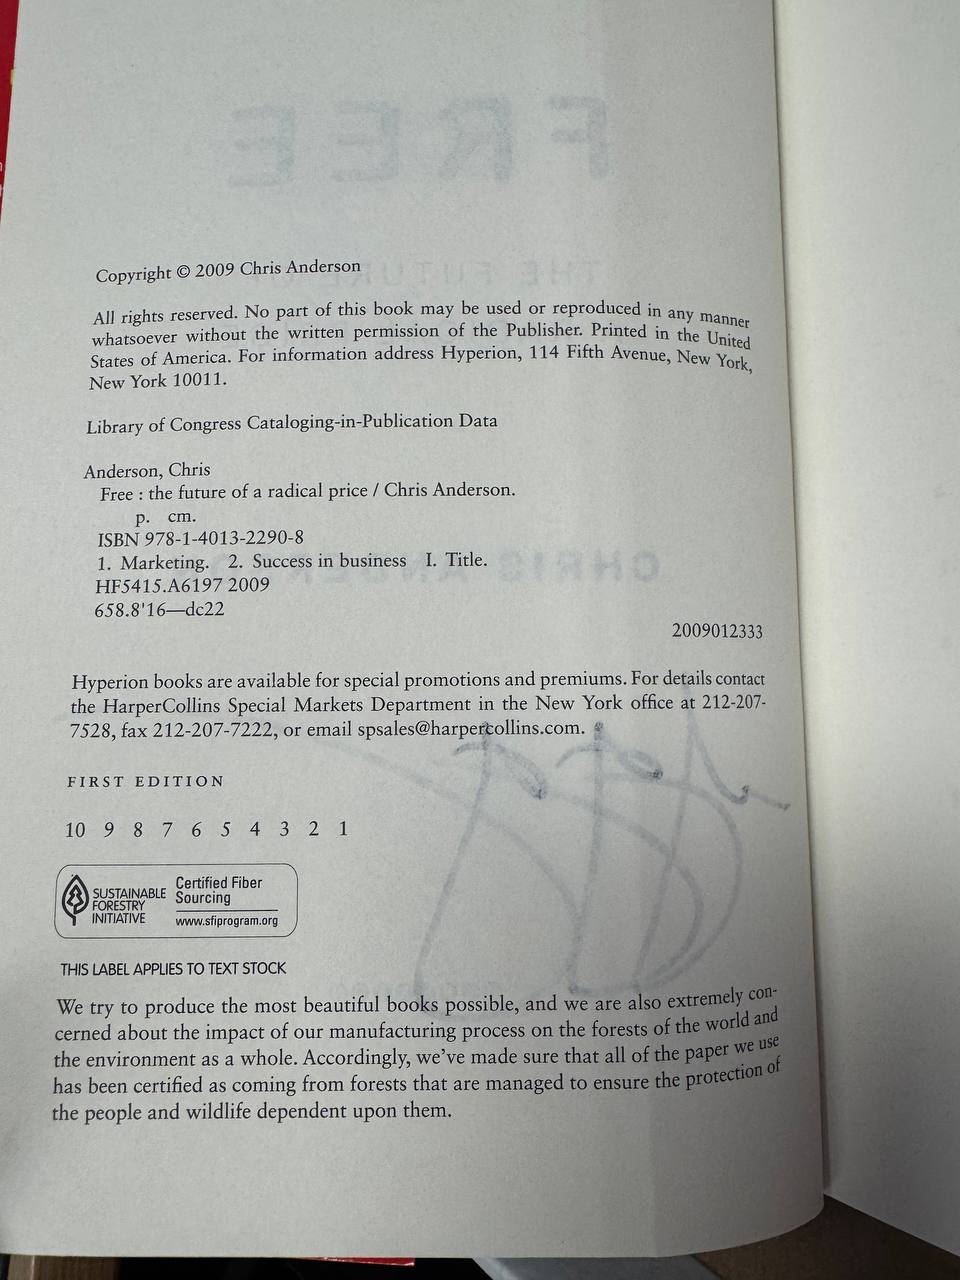 FREE
THE FUTURE
CHRIS ANDER
Copyright © 2009 Chris Anderson
All rights reserved. No part of this book may be used or reproduced in any manner
whatsoever without the written permission of the Publisher. Printed in the United
States of America. For information address Hyperion, 114 Fifth Avenue, New York,
New York 10011.
Library of Congress Cataloging-in-Publication Data
Anderson, Chris
Free : the future of a radical price / Chris Anderson.
p. cm.
ISBN 978-1-4013-2290-8
1. Marketing. 2. Success in business I. Title.
HF5415.A6197 2009
658.8'16—dc22
2009012333
Hyperion books are available for special promotions and premiums. For details contact
the HarperCollins Special Markets Department in the New York office at 212-207-
7528, fax 212-207-7222, or email spsales@harpercollins.com.
FIRST EDITION
10 9 8 7 6 5 4 3 2 1
SUSTAINABLE
FORESTRY
INITIATIVE
Certified Fiber
Sourcing
www.sfiprogram.org
THIS LABEL APPLIES TO TEXT STOCK
We try to produce the most beautiful books possible, and we are also extremely con-
cerned about the impact of our manufacturing process on the forests of the world and
the environment as a whole. Accordingly, we've made sure that all of the paper we use
has been certified as coming from forests that are managed to ensure the protection of
the people and wildlife dependent upon them.